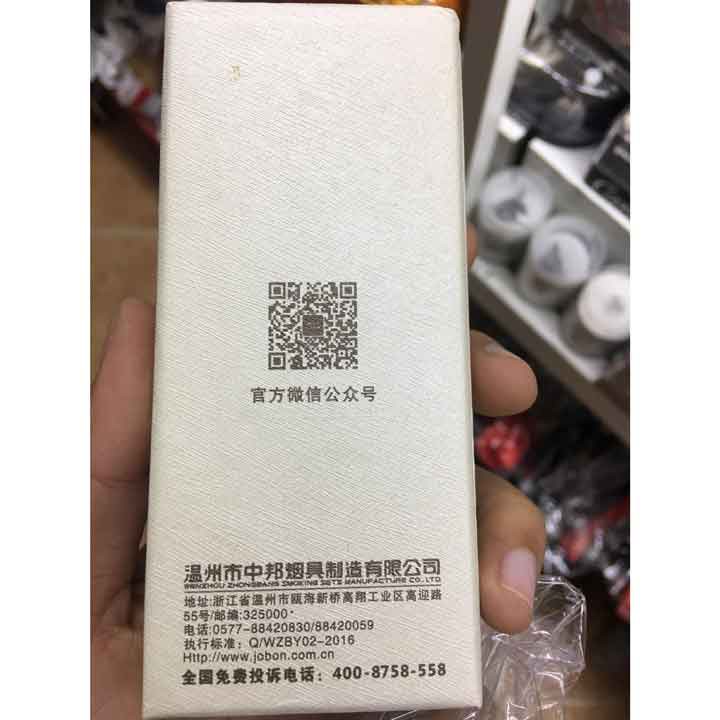 官方微信公众号
温州市中邦烟具制造有限公司
WENZHOU ZHONGBANG SMOKING SETS MANUFACTURE CO., LTD.
地址:浙江省温州市瓯海新桥高翔工业区高迎路
55号/邮编:325000
电话:0577-88420830/88420059
执行标准: Q/WZBY02-2016
Http://www.jobon.com.cn
全国免费投诉电话: 400-8758-558